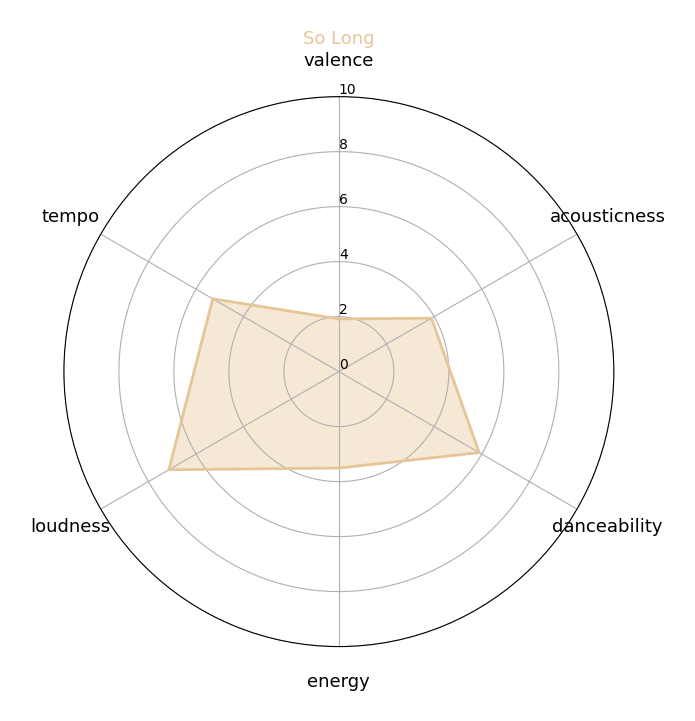 So Long
valence
10
8
tempo
6
acousticness
4
2
0
loudness
danceability
energy